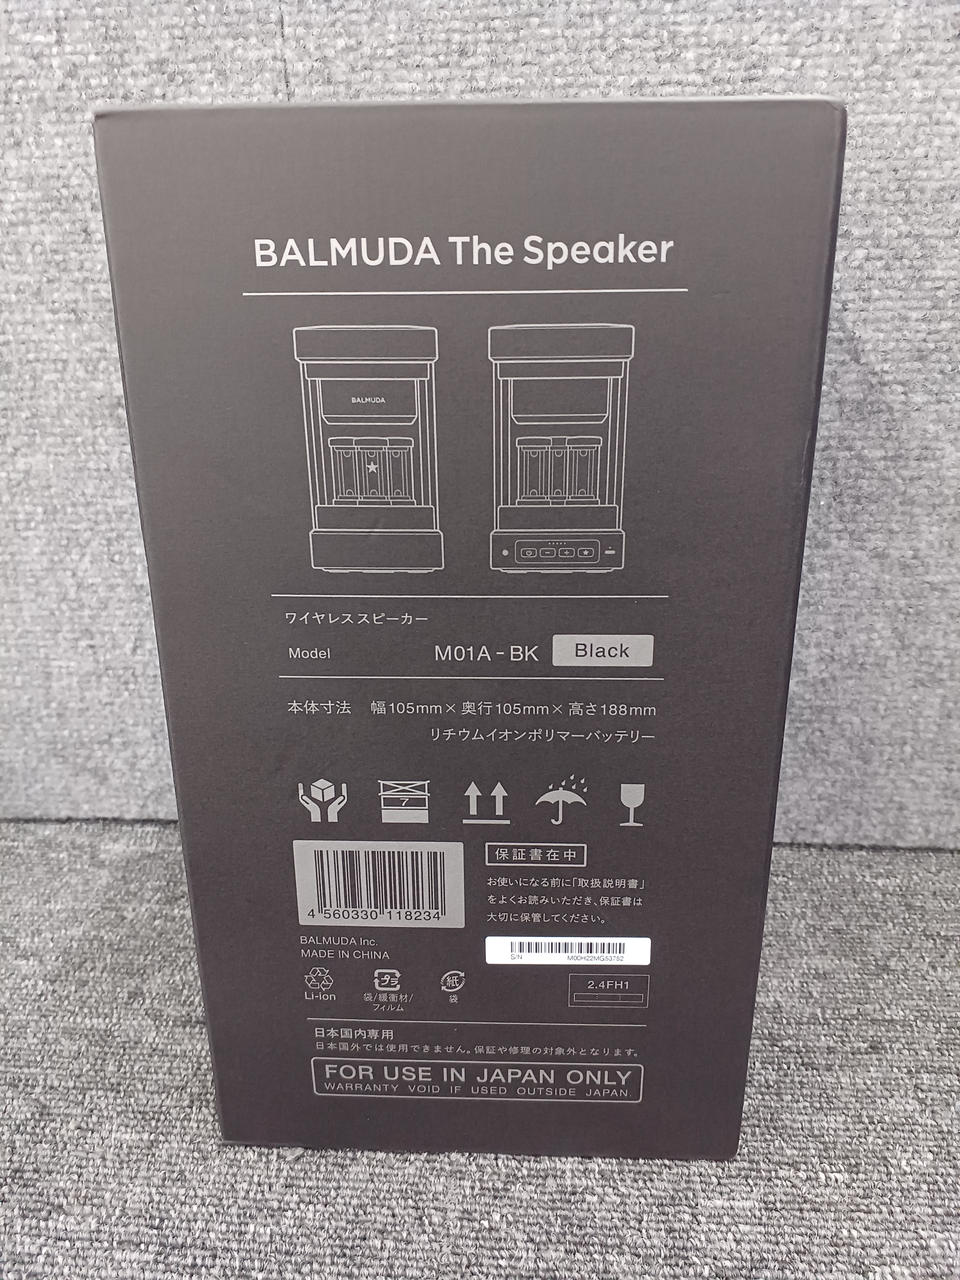 BALMUDA The Speaker
BALMUDA
ワイヤレススピーカー
Model M01A-BK Black
本体寸法 幅105mm×奥行105mm×高さ188mm
リチウムイオンポリマーバッテリー
7
保証書在中
お使いになる前に「取扱説明書」
をよくお読みいただき、保証書は
大切に保管してください。
4 560330 118234
BALMUDA Inc.
MADE IN CHINA
S/N M00H22MG53752
Li-ion
プラ
袋/緩衝材/
フィルム
紙
袋
2.4FH1
日本国内専用
日本国外では使用できません。保証や修理の対象外となります。
FOR USE IN JAPAN ONLY
WARRANTY VOID IF USED OUTSIDE JAPAN.